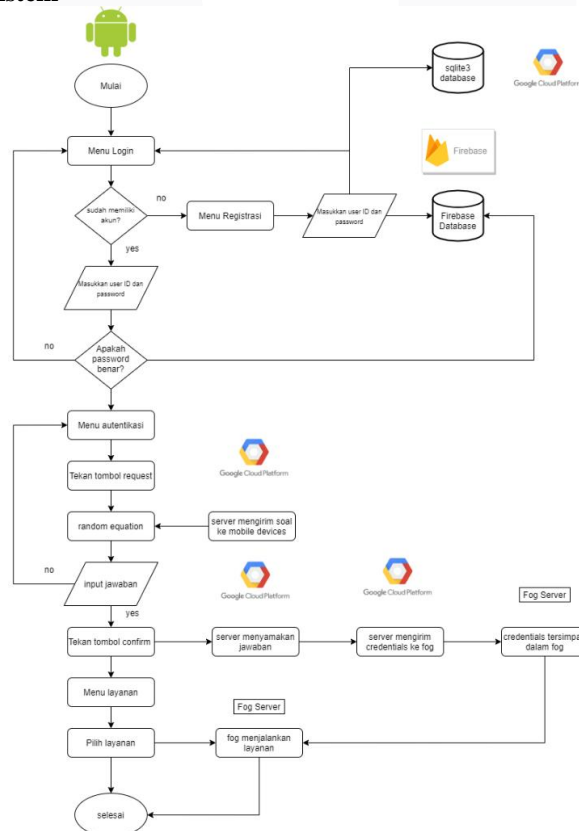 Mulai
sqlite3
database
Google Cloud Platform
Menu Login
Firebase
sudah memiliki
akun?
no
Menu Registrasi
Masukkan user ID dan
password
Firebase
Database
yes
Masukkan user ID dan
password
no
Apakah
password
benar?
Menu autentikasi
Tekan tombol request
Google Cloud Platform
random equation
server mengirim soal
ke mobile devices
no
input jawaban
Google Cloud Platform
Google Cloud Platform
Fog Server
yes
Tekan tombol confirm
server menyamakan
jawaban
server mengirim
credentials ke fog
credentials tersimpa
dalam fog
Menu layanan
Fog Server
Pilih layanan
fog menjalankan
layanan
selesai